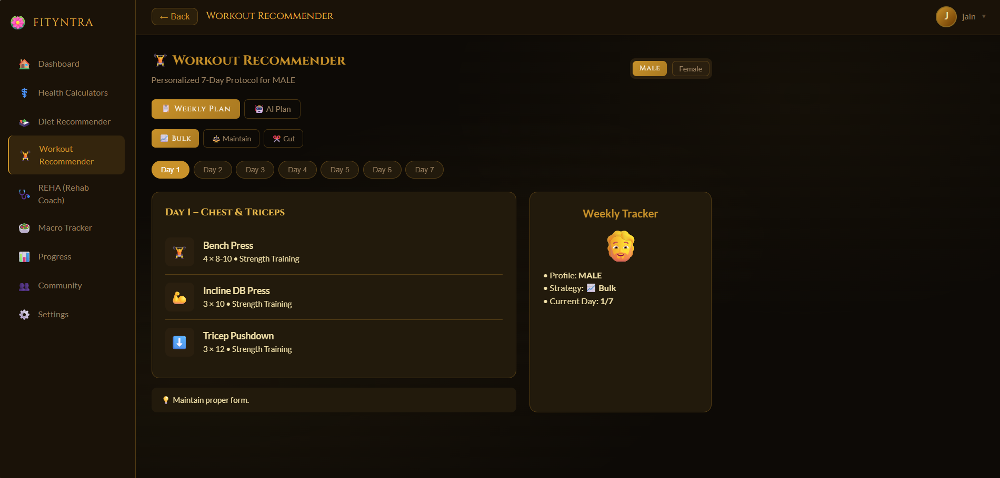 FITYNTRA
← Back
Workout Recommender
J
jain
Dashboard
Health Calculators
Diet Recommender
Workout
Recommender
REHA (Rehab
Coach)
Macro Tracker
Progress
Community
Settings
Workout Recommender
Personalized 7-Day Protocol for MALE
Male
Female
Weekly Plan
AI Plan
Bulk
Maintain
Cut
Day 1
Day 2
Day 3
Day 4
Day 5
Day 6
Day 7
Day 1 – Chest & Triceps
Bench Press
4 × 8-10 • Strength Training
Incline DB Press
3 × 10 • Strength Training
Tricep Pushdown
3 × 12 • Strength Training
Maintain proper form.
Weekly Tracker
• Profile: MALE
• Strategy: Bulk
• Current Day: 1/7